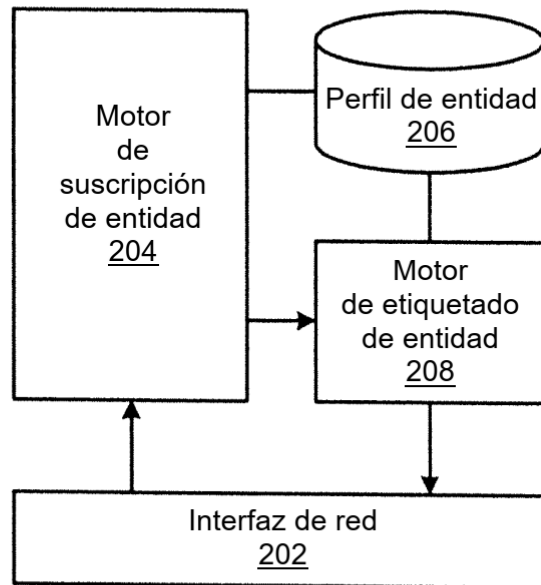 Motor
de
suscripción
de entidad
204
Perfil de entidad
206
Motor
de etiquetado
de entidad
208
Interfaz de red
202